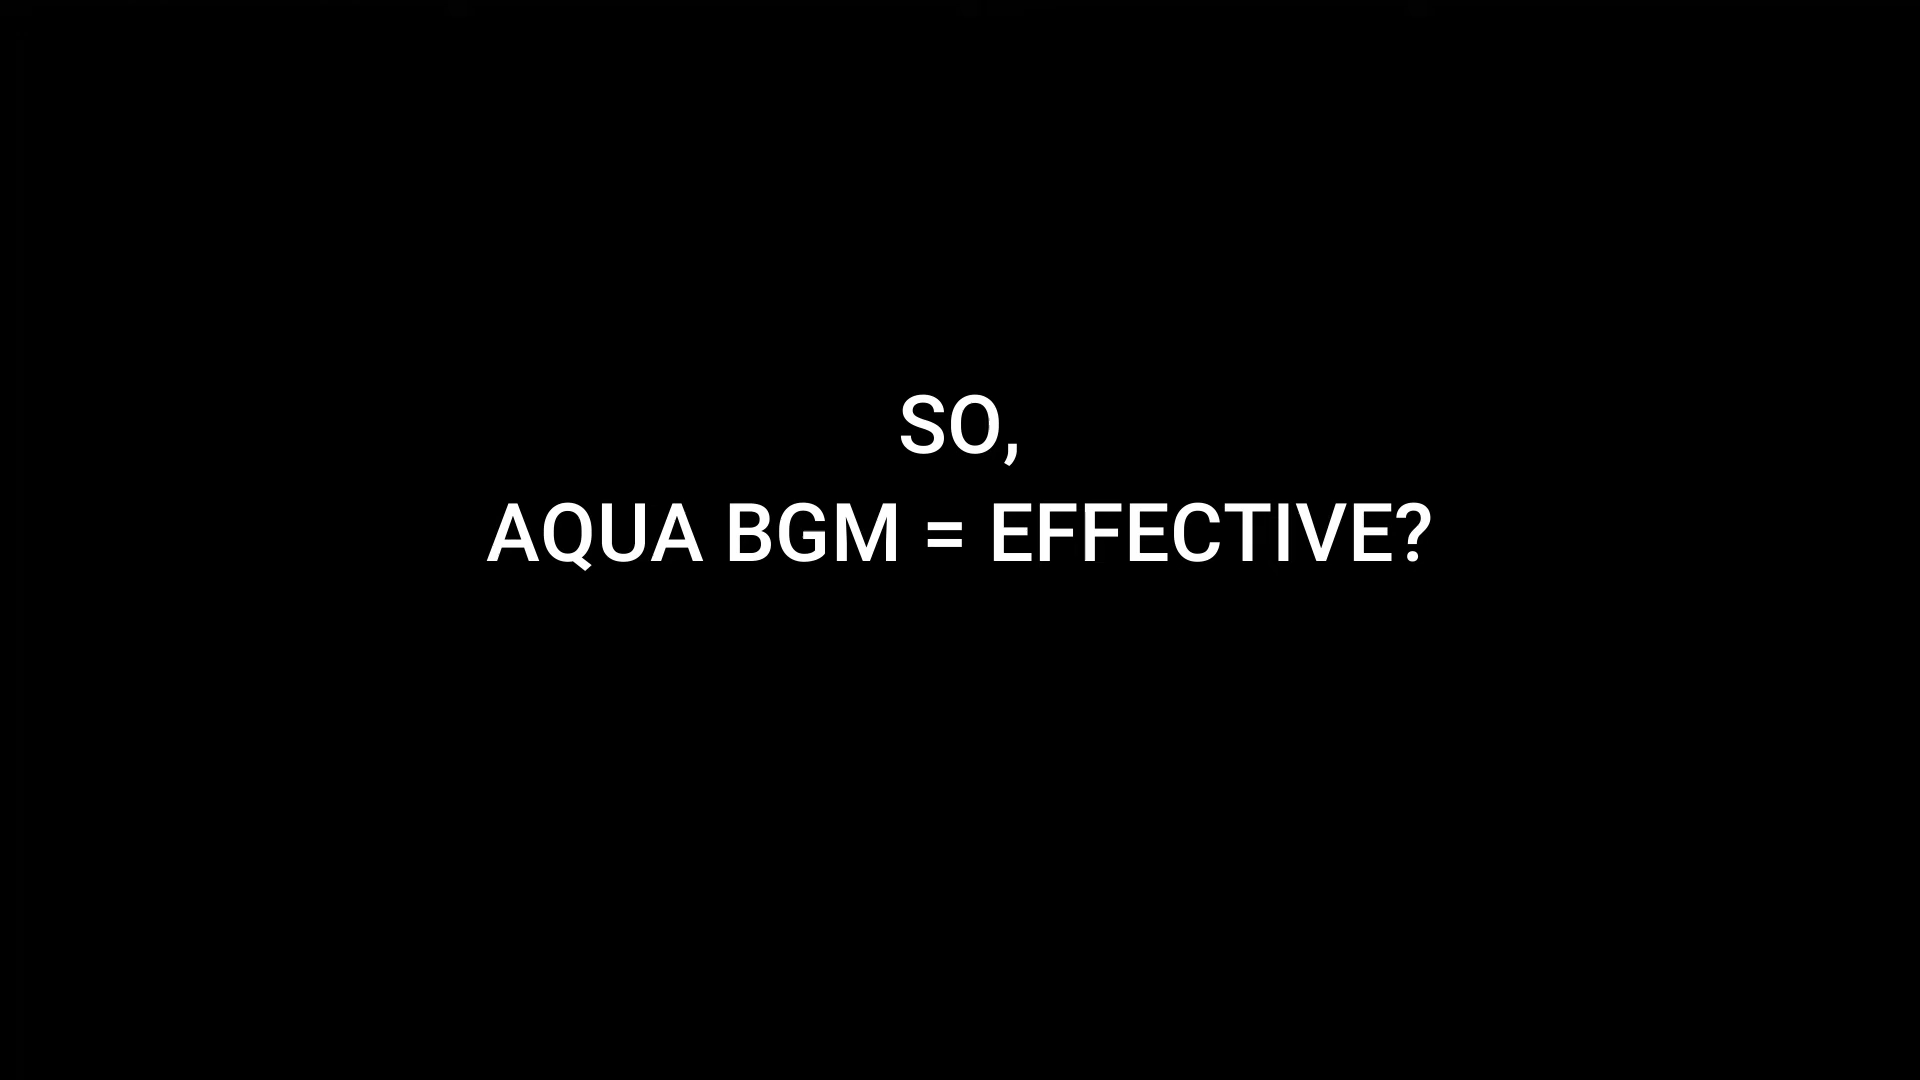 SO,
AQUA BGM = EFFECTIVE?